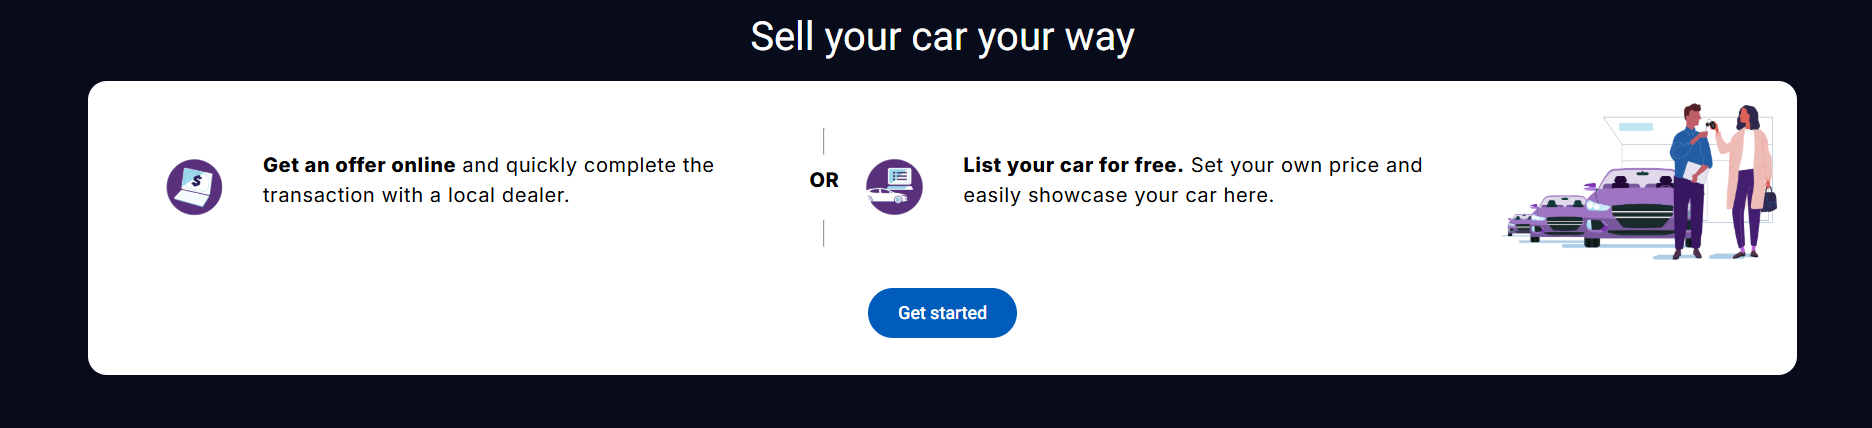 Sell your car your way
Get an offer online and quickly complete the
transaction with a local dealer.
OR
List your car for free. Set your own price and
easily showcase your car here.
Get started